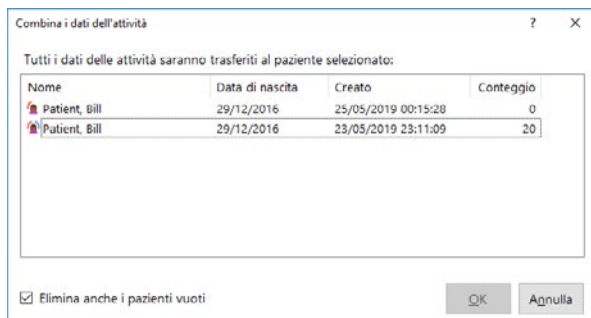 Combina i dati dell'attività ? ×
Tutti i dati delle attività saranno trasferiti al paziente selezionato:
Nome Data di nascita Creato Conteggio
Patient, Bill 29/12/2016 25/05/2019 00:15:28 0
Patient, Bill 29/12/2016 23/05/2019 23:11:09 20
Elimina anche i pazienti vuoti OK Annulla